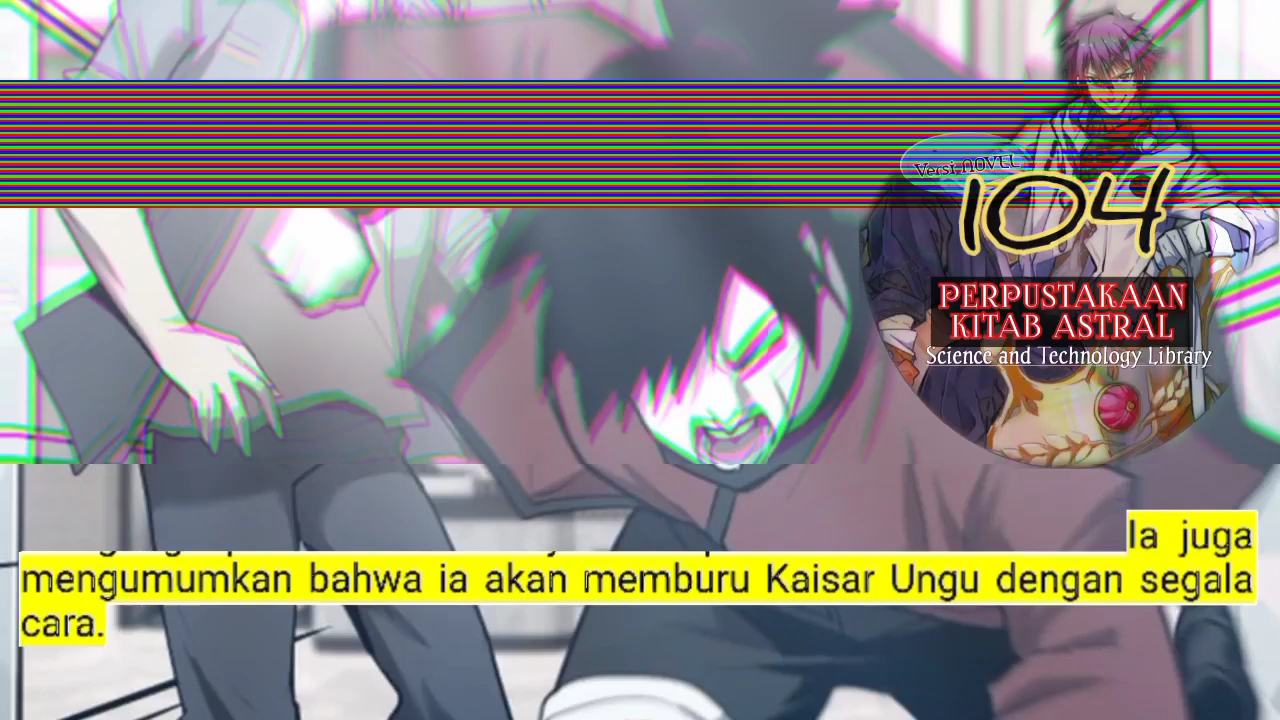 Versi NOVEL
104
PERPUSTAKAAN
KITAB ASTRAL
Science and Technology Library
Ia juga
mengumumkan bahwa ia akan memburu Kaisar Ungu dengan segala
cara.